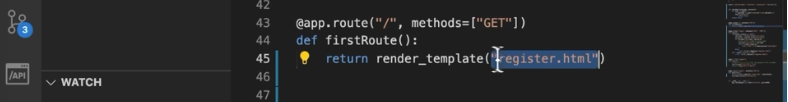 42
43 @app.route("/", methods=["GET"])
44 def firstRoute():
45 return render_template("register.html")
46
47
3
/API
WATCH